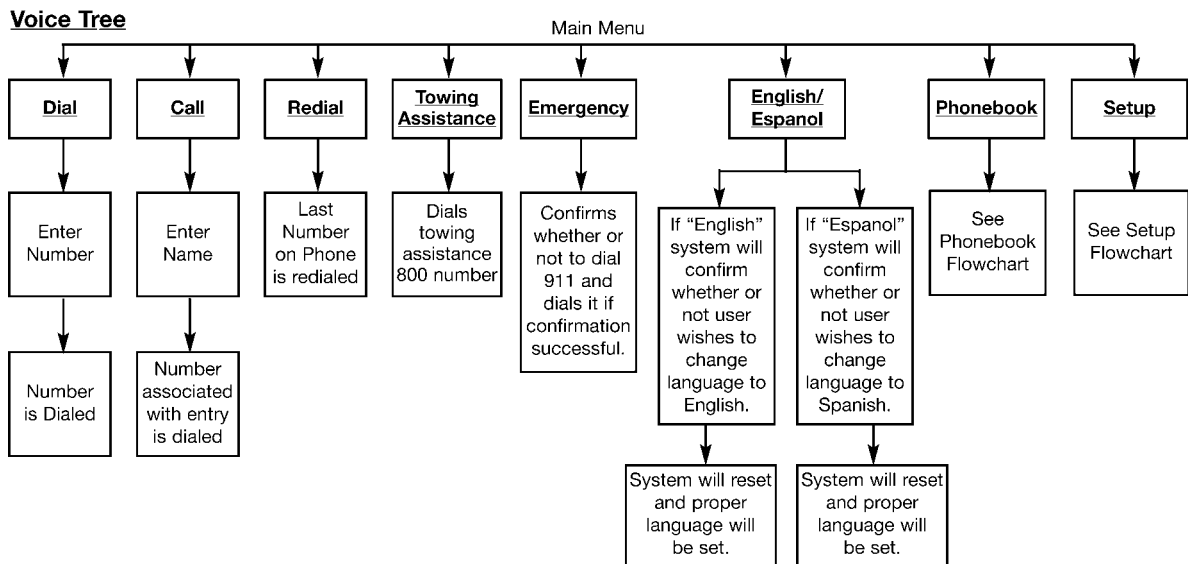 Voice Tree
Main Menu
Dial
Call
Redial
Towing
Assistance
Emergency
English/
Espanol
Phonebook
Setup
Enter
Number
Enter
Name
Last
Number
on Phone
is redialed
Dials
towing
assistance
800 number
Confirms
whether or
not to dial
911 and
dials it if
confirmation
successful.
If “English”
system will
confirm
whether or
not user
wishes to
change
language to
English.
If “Espanol”
system will
confirm
whether or
not user
wishes to
change
language to
Spanish.
See
Phonebook
Flowchart
See Setup
Flowchart
Number
is Dialed
Number
associated
with entry
is dialed
System will reset
and proper
language will
be set.
System will reset
and proper
language will
be set.